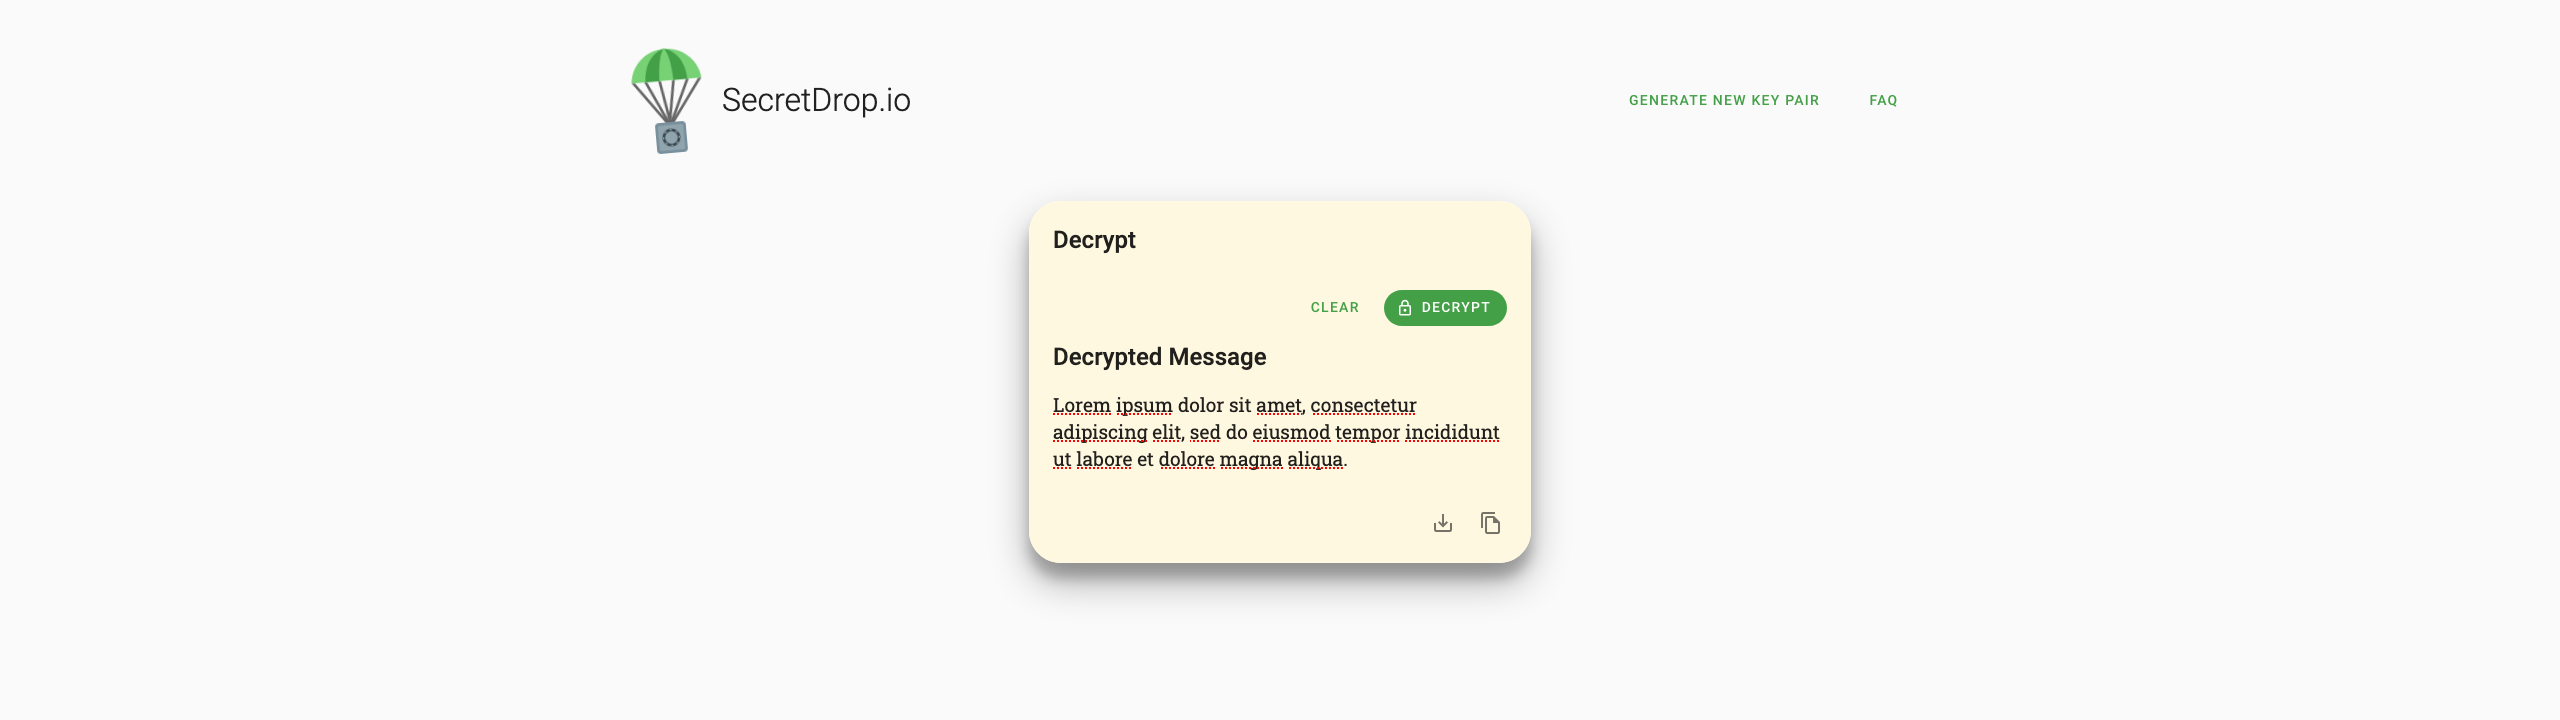 SecretDrop.io
GENERATE NEW KEY PAIR
FAQ
Decrypt
CLEAR
DECRYPT
Decrypted Message
Lorem ipsum dolor sit amet, consectetur
adipiscing elit, sed do eiusmod tempor incididunt
ut labore et dolore magna aliqua.